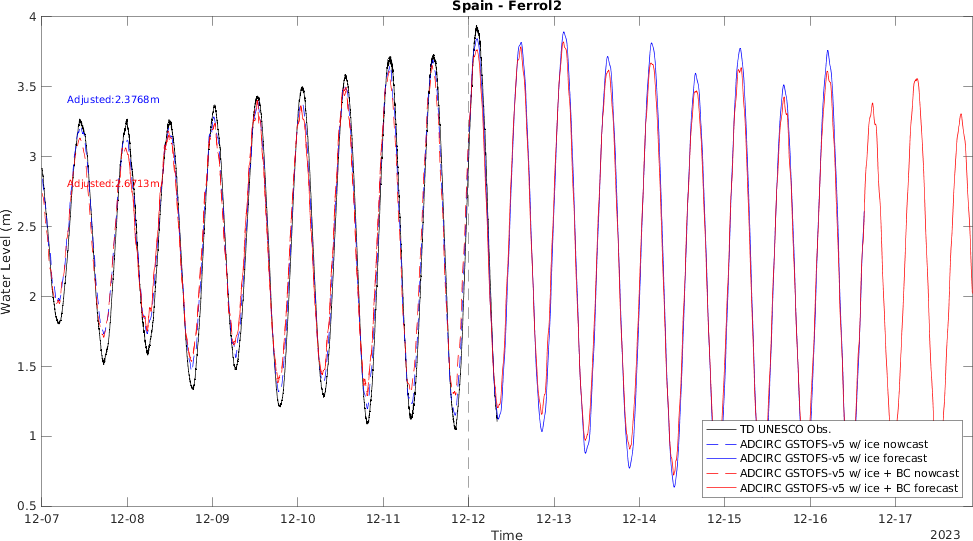 Spain - Ferrol2
4
3.5
3
2.5
2
1.5
1
0.5
Water Level (m)
Adjusted:2.3768m
Adjusted:2.6713m
TD UNESCO Obs.
ADCIRC GSTOFS-v5 w/ ice nowcast
ADCIRC GSTOFS-v5 w/ ice forecast
ADCIRC GSTOFS-v5 w/ ice + BC nowcast
ADCIRC GSTOFS-v5 w/ ice + BC forecast
12-07 12-08 12-09 12-10 12-11 12-12 12-13 12-14 12-15 12-16 12-17
Time
2023